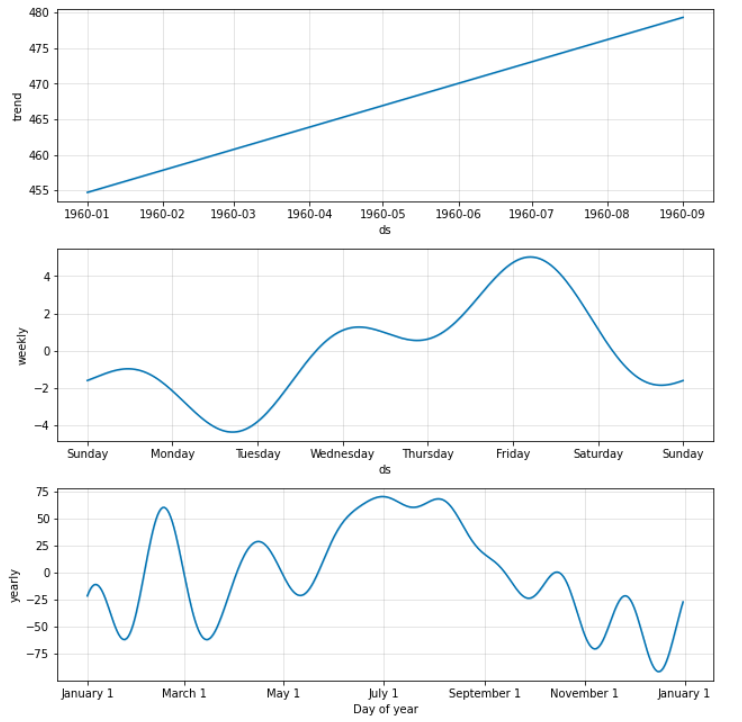 480
475
470
465
460
455
trend
1960-01 1960-02 1960-03 1960-04 1960-05 1960-06 1960-07 1960-08 1960-09
ds
4
2
0
−2
−4
weekly
Sunday Monday Tuesday Wednesday Thursday Friday Saturday Sunday
ds
75
50
25
0
−25
−50
−75
yearly
January 1 March 1 May 1 July 1 September 1 November 1 January 1
Day of year